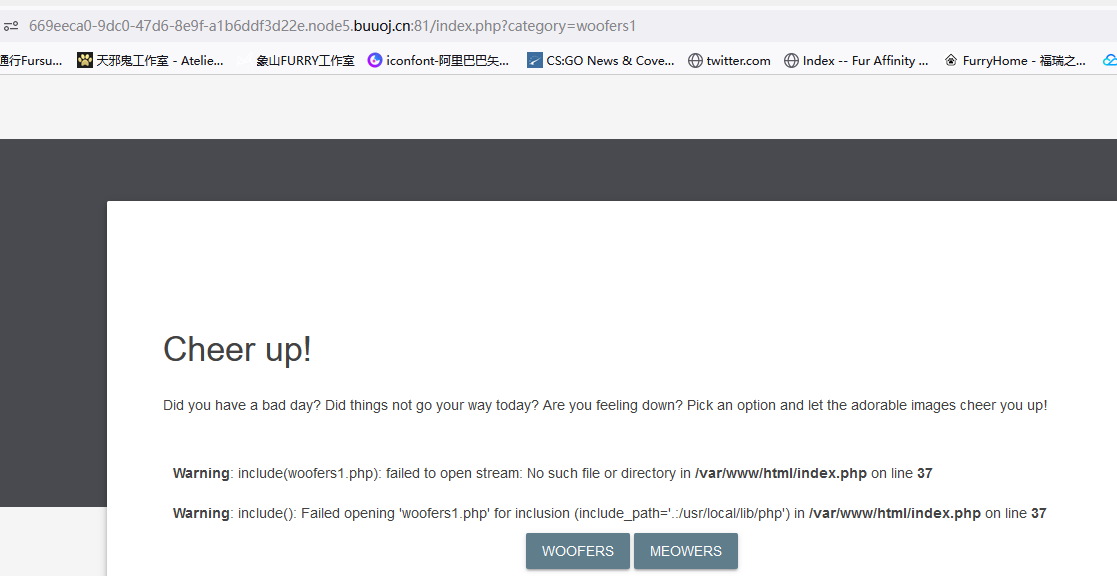 669eeca0-9dc0-47d6-8e9f-a1b6ddf3d22e.node5.buuoj.cn:81/index.php?category=woofers1
通行Fursu... 天邪鬼工作室 - Atelie... 象山FURRY工作室 iconfont-阿里巴巴矢... CS:GO News & Cove... twitter.com Index -- Fur Affinity ... FurryHome - 福瑞之...
Cheer up!
Did you have a bad day? Did things not go your way today? Are you feeling down? Pick an option and let the adorable images cheer you up!
Warning: include(woofers1.php): failed to open stream: No such file or directory in /var/www/html/index.php on line 37
Warning: include(): Failed opening 'woofers1.php' for inclusion (include_path='.:/usr/local/lib/php') in /var/www/html/index.php on line 37
WOOFERS MEOWERS